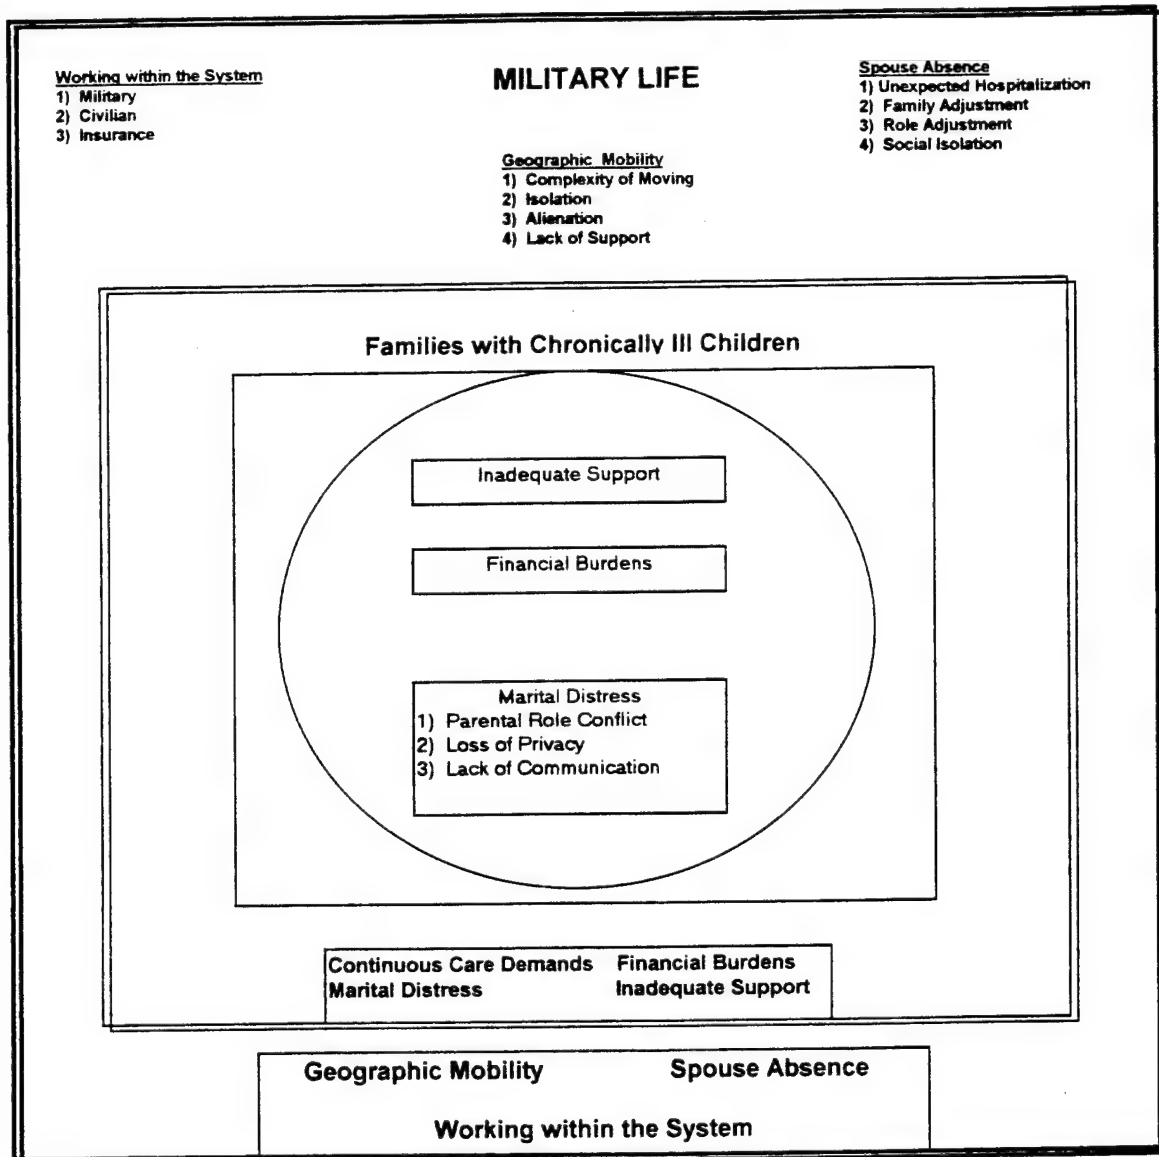 MILITARY LIFE
Working within the System
1) Military
2) Civilian
3) Insurance
Spouse Absence
1) Unexpected Hospitalization
2) Family Adjustment
3) Role Adjustment
4) Social Isolation
Geographic Mobility
1) Complexity of Moving
2) Isolation
3) Alienation
4) Lack of Support
Families with Chronically Ill Children
Inadequate Support
Financial Burdens
Marital Distress
1) Parental Role Conflict
2) Loss of Privacy
3) Lack of Communication
Continuous Care Demands Financial Burdens
Marital Distress Inadequate Support
Geographic Mobility Spouse Absence
Working within the System